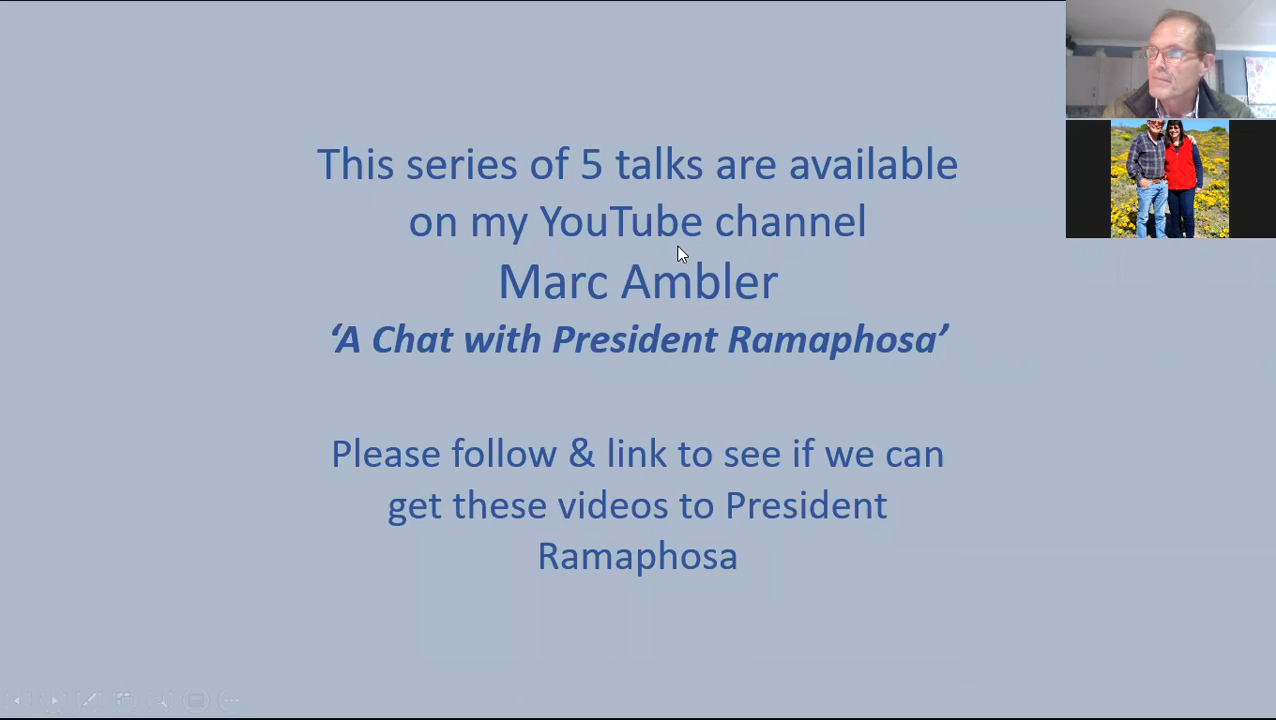 This series of 5 talks are available
on my YouTube channel
Marc Ambler
‘A Chat with President Ramaphosa’
Please follow & link to see if we can
get these videos to President
Ramaphosa